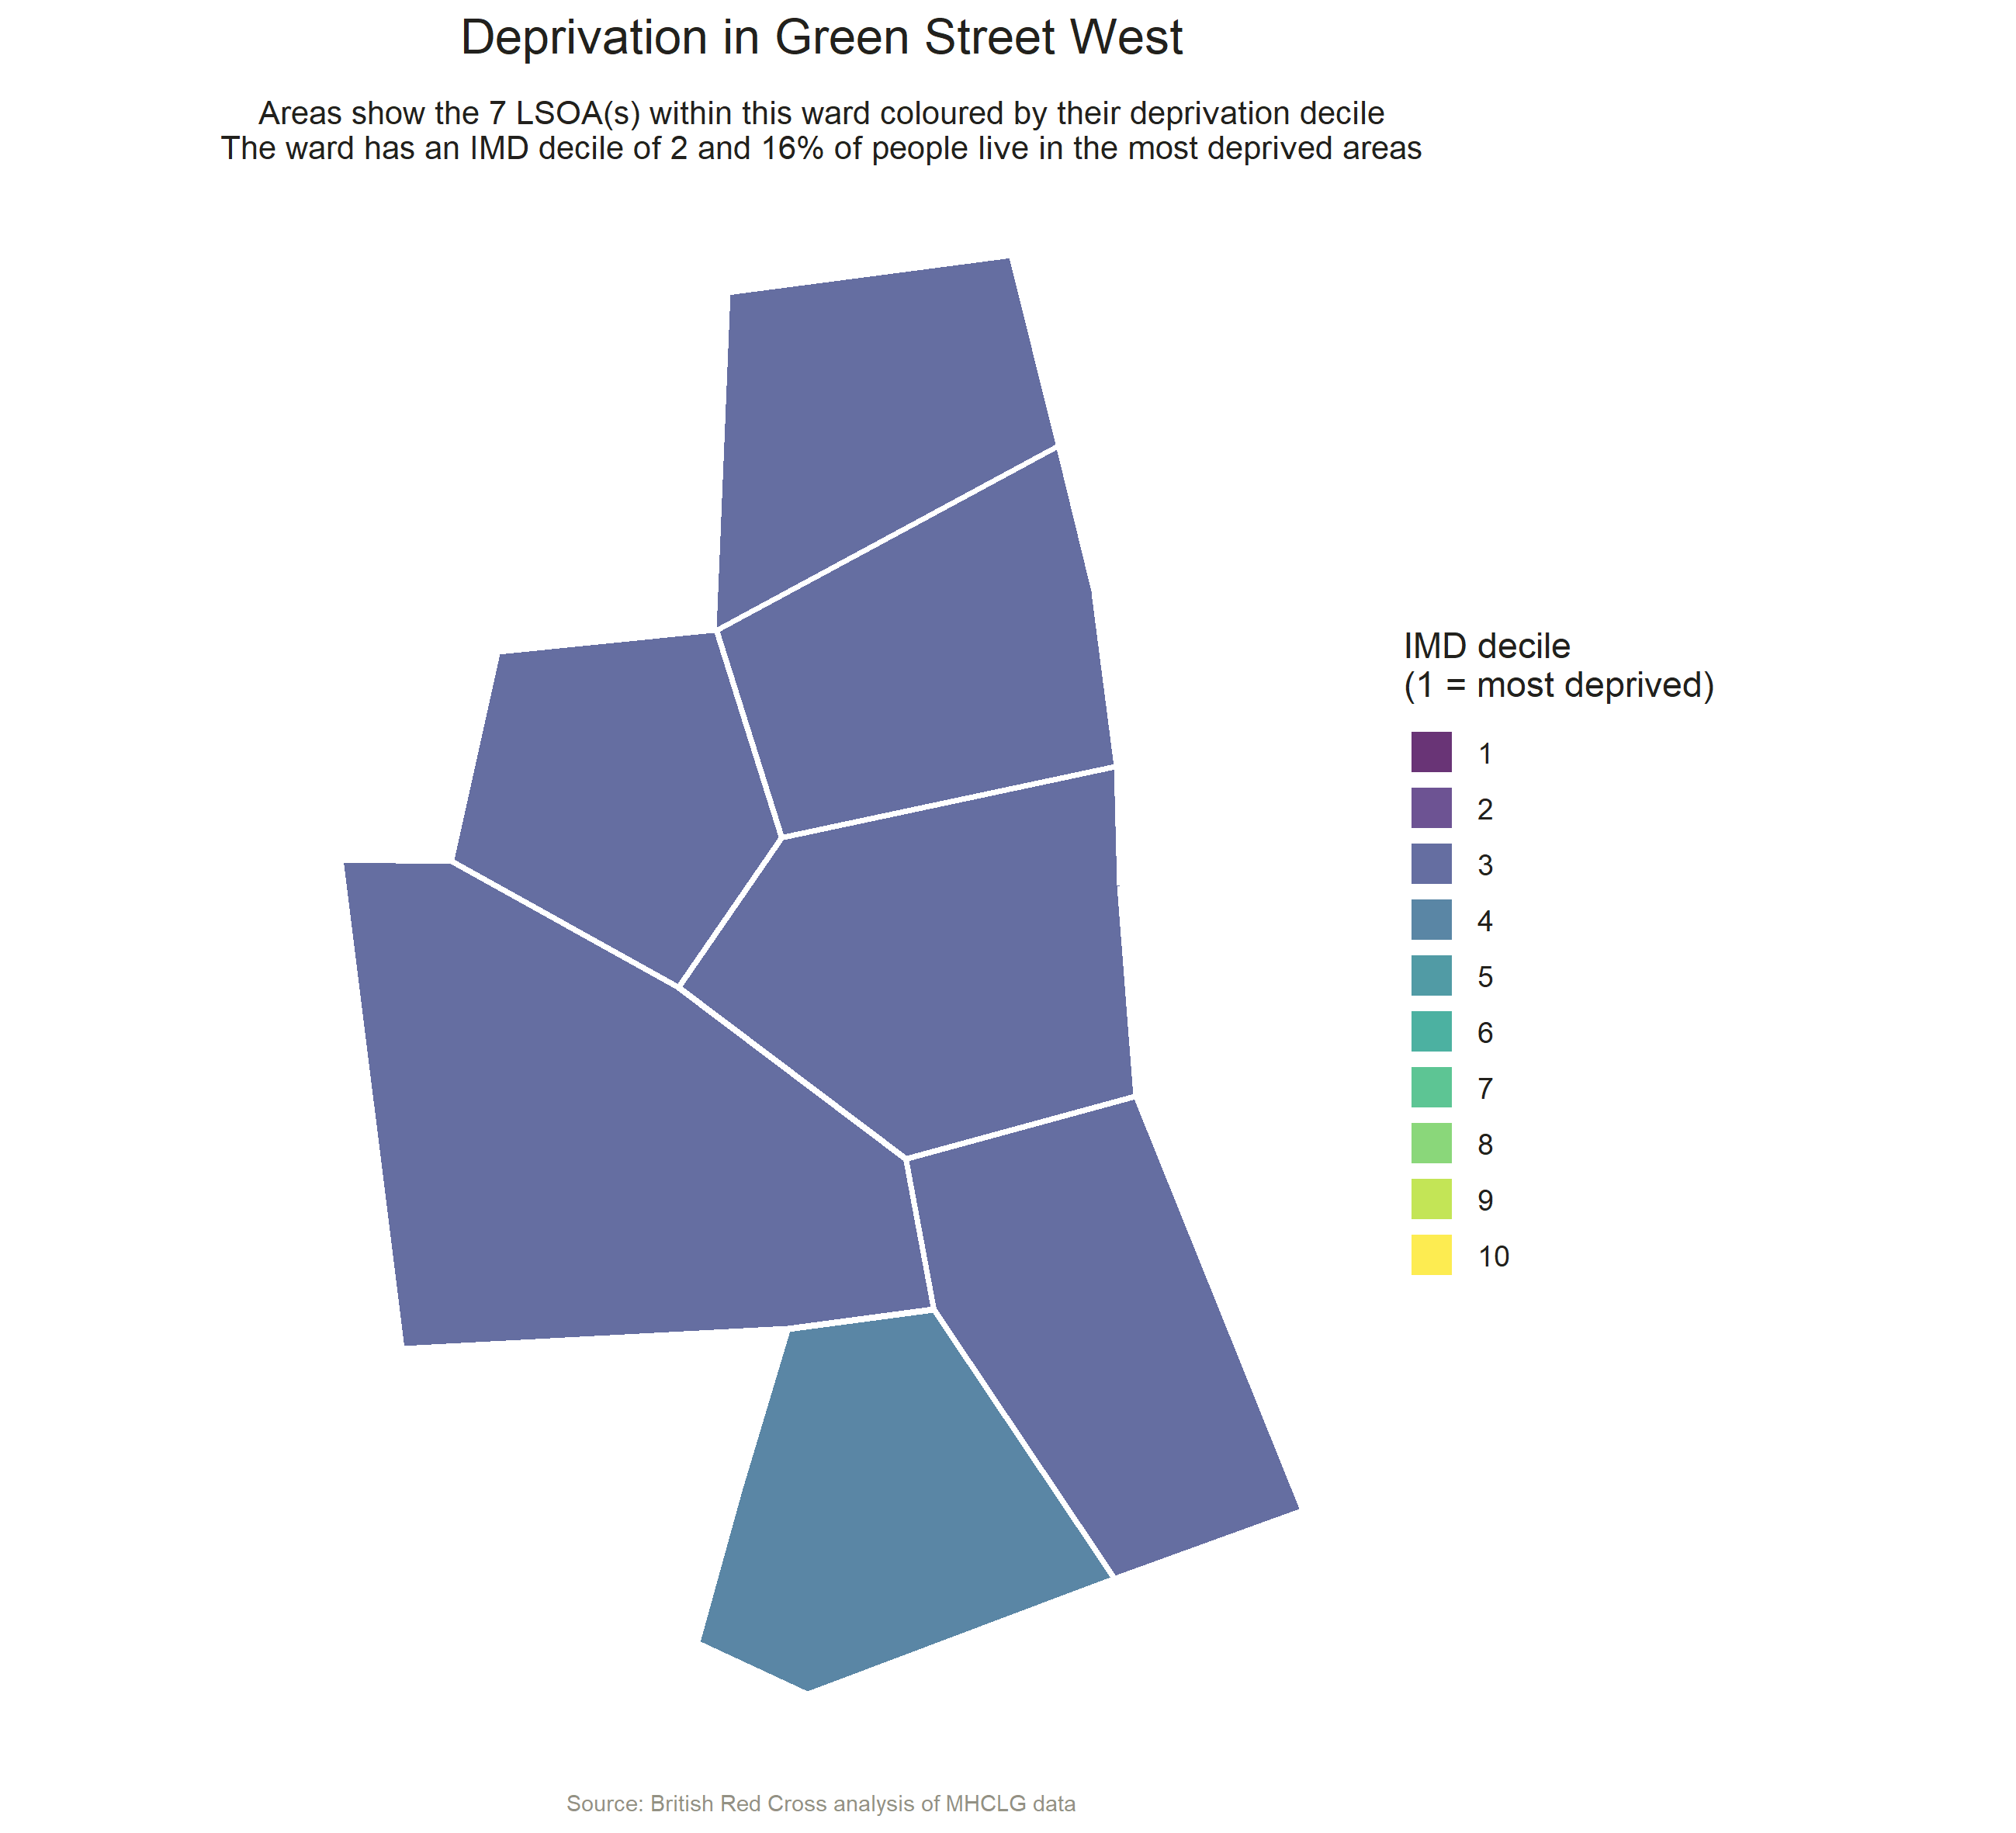 Deprivation in Green Street West
Areas show the 7 LSOA(s) within this ward coloured by their deprivation decile
The ward has an IMD decile of 2 and 16% of people live in the most deprived areas
IMD decile
(1 = most deprived)
1
2
3
4
5
6
7
8
9
10
Source: British Red Cross analysis of MHCLG data